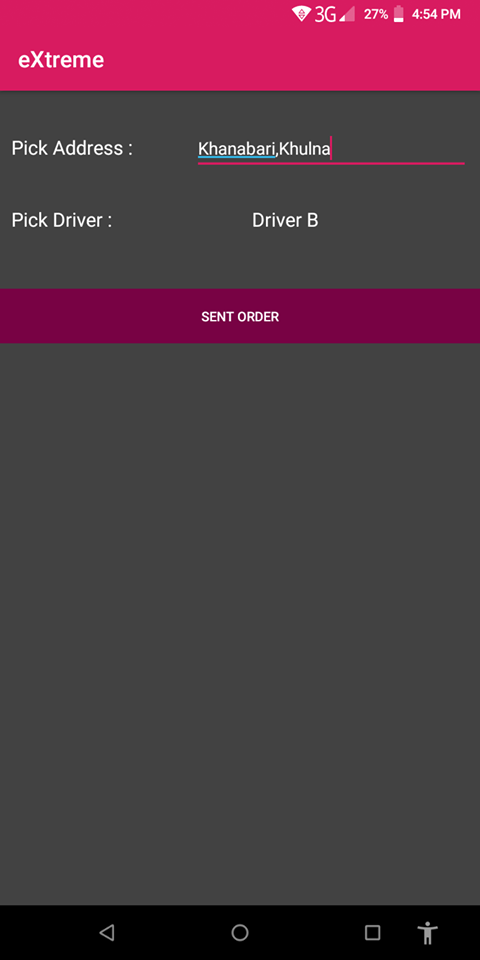 3G 27% 4:54 PM
eXtreme
Pick Address : Khanabari,Khulna
Pick Driver : Driver B
SENT ORDER